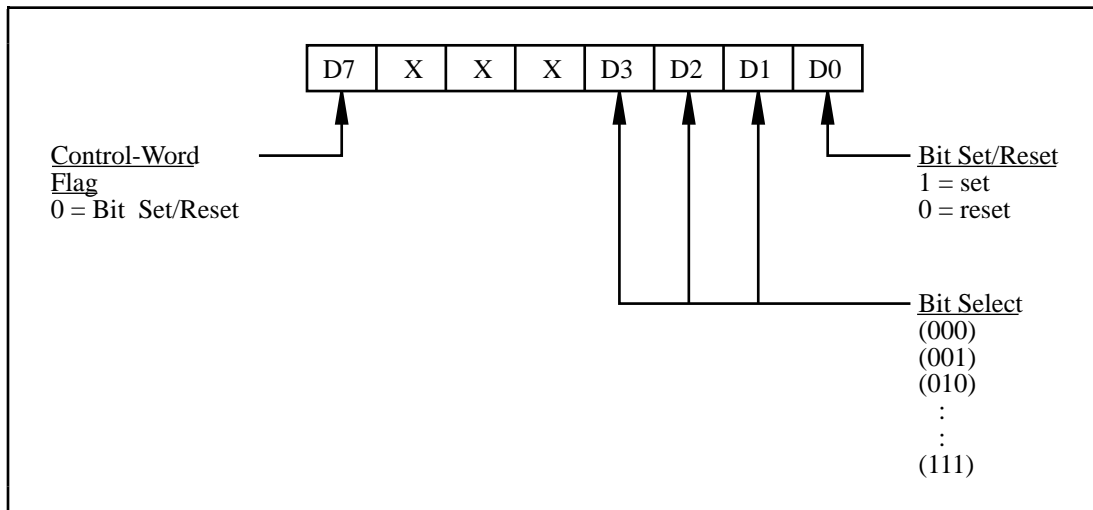 D7 X X X D3 D2 D1 D0
Control-Word
Flag
0 = Bit Set/Reset
Bit Set/Reset
1 = set
0 = reset
Bit Select
(000)
(001)
(010)
:
:
(111)